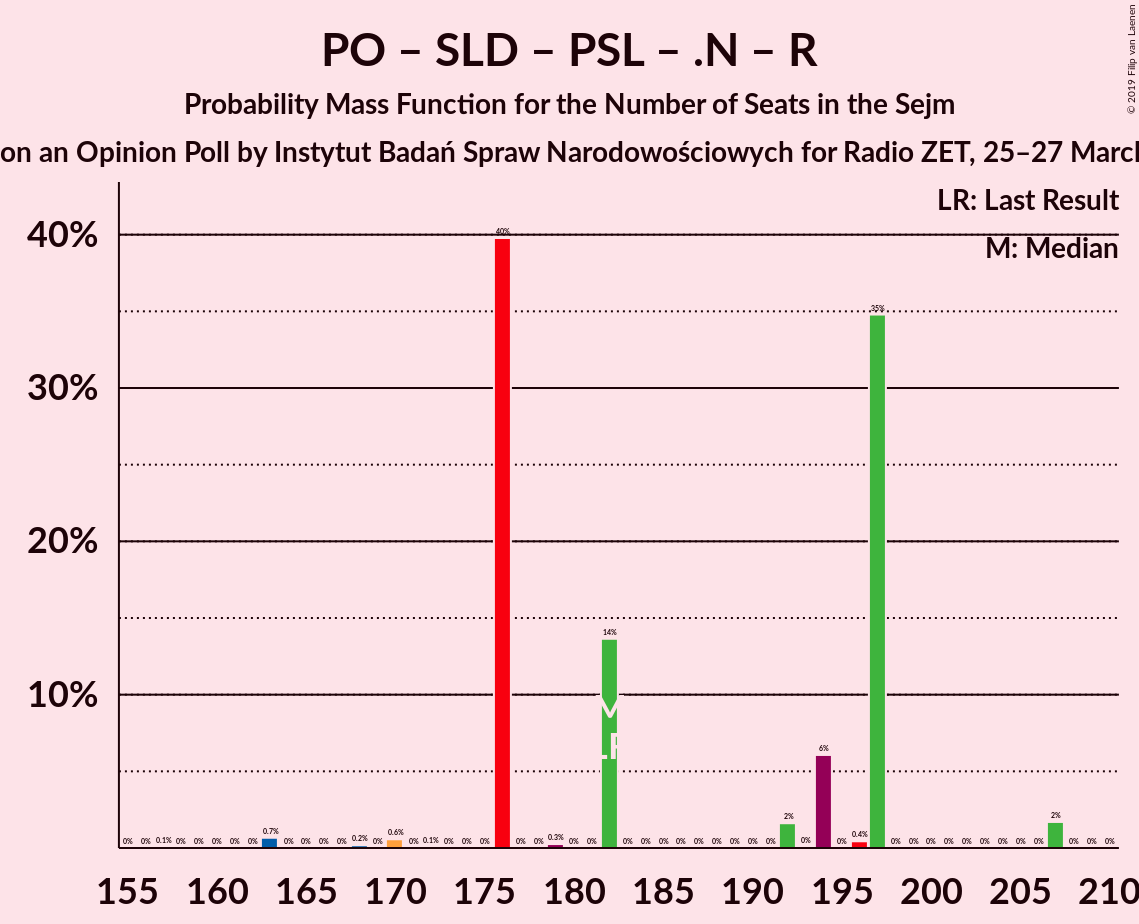 PO – SLD – PSL – .N – R
Probability Mass Function for the Number of Seats in the Sejm
on an Opinion Poll by Instytut Badań Spraw Narodowościowych for Radio ZET, 25–27 March
© 2019 Filip van Laenen
LR: Last Result
M: Median
40%
30%
20%
10%
0% 0% 0.1% 0% 0% 0% 0% 0% 0.7% 0% 0% 0% 0% 0.2% 0% 0.6% 0% 0.1% 0% 0% 0% 40% 0% 0% 0.3% 0% 0% 14% 0% 0% 0% 0% 0% 0% 0% 0% 0% 2% 0% 6% 0% 0.4% 35% 0% 0% 0% 0% 0% 0% 0% 0% 0% 2% 0% 0% 0%
M
LR
155 160 165 170 175 180 185 190 195 200 205 210